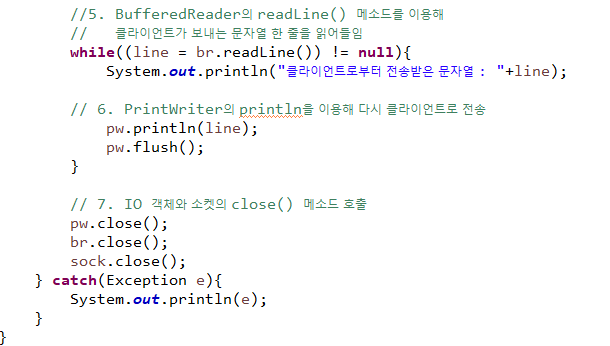 //5. BufferedReader의 readLine() 메소드를 이용해
//   클라이언트가 보내는 문자열 한 줄을 읽어들임
while((line = br.readLine()) != null){
System.out.println("클라이언트로부터 전송받은 문자열 : "+line);
// 6. PrintWriter의 println을 이용해 다시 클라이언트로 전송
pw.println(line);
pw.flush();
}
// 7. IO 객체와 소켓의 close() 메소드 호출
pw.close();
br.close();
sock.close();
} catch(Exception e){
System.out.println(e);
}
}